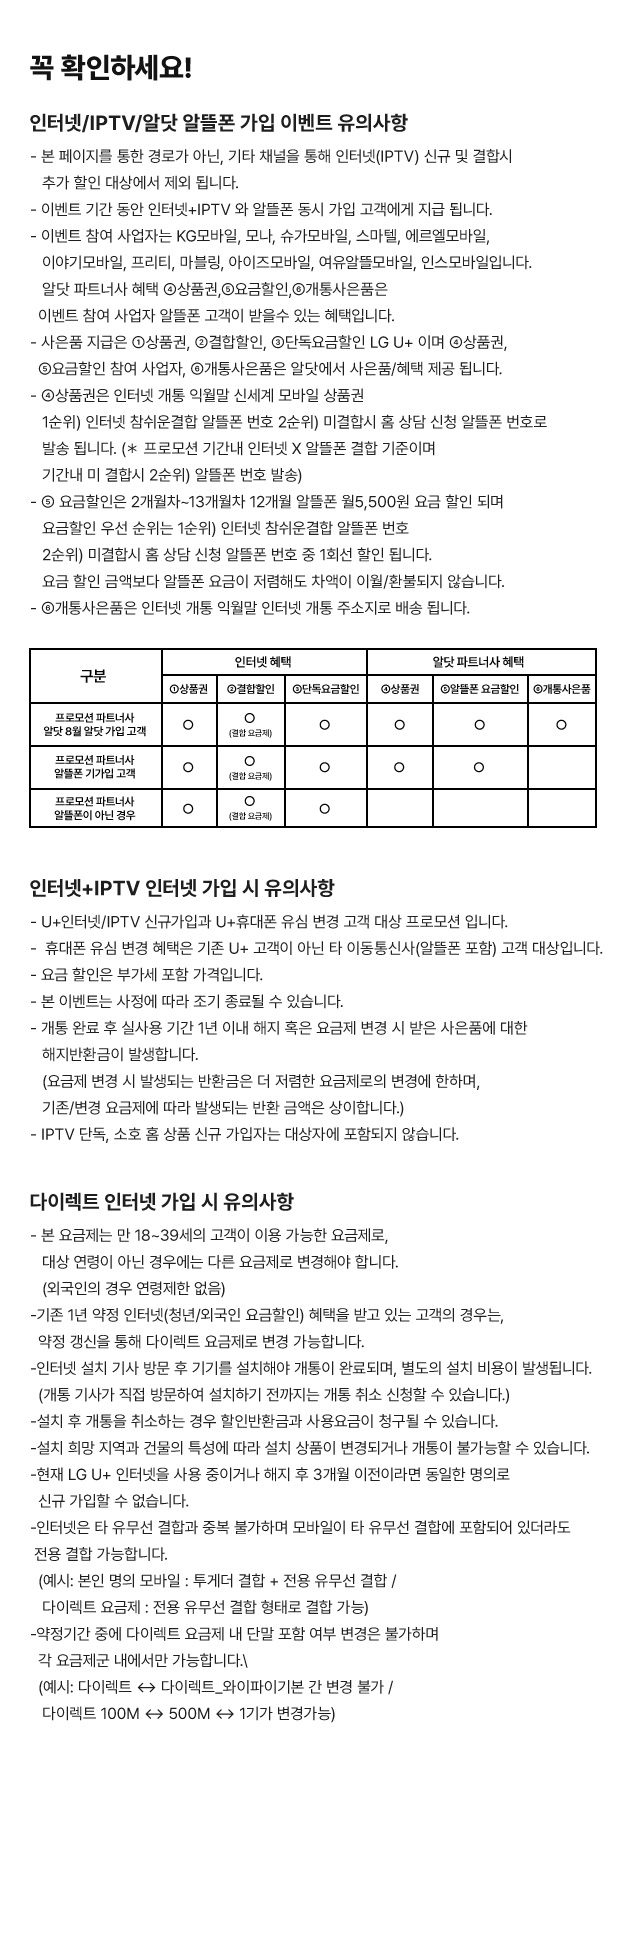 꼭 확인하세요!
인터넷/IPTV/알닷 알뜰폰 가입 이벤트 유의사항
- 본 페이지를 통한 경로가 아닌, 기타 채널을 통해 인터넷(IPTV) 신규 및 결합시
추가 할인 대상에서 제외 됩니다.
- 이벤트 기간 동안 인터넷+IPTV 와 알뜰폰 동시 가입 고객에게 지급 됩니다.
- 이벤트 참여 사업자는 KG모바일, 모나, 슈가모바일, 스마텔, 에르엘모바일,
이야기모바일, 프리티, 마블링, 아이즈모바일, 여유알뜰모바일, 인스모바일입니다.
알닷 파트너사 혜택 ④상품권,⑤요금할인,⑥개통사은품은
이벤트 참여 사업자 알뜰폰 고객이 받을수 있는 혜택입니다.
- 사은품 지급은 ①상품권, ②결합할인, ③단독요금할인 LG U+ 이며 ④상품권,
⑤요금할인 참여 사업자, ⑥개통사은품은 알닷에서 사은품/혜택 제공 됩니다.
- ④상품권은 인터넷 개통 익월말 신세계 모바일 상품권
1순위) 인터넷 참쉬운결합 알뜰폰 번호 2순위) 미결합시 홈 상담 신청 알뜰폰 번호로
발송 됩니다. (* 프로모션 기간내 인터넷 X 알뜰폰 결합 기준이며
기간내 미 결합시 2순위) 알뜰폰 번호 발송)
- ⑤ 요금할인은 2개월차~13개월차 12개월 알뜰폰 월5,500원 요금 할인 되며
요금할인 우선 순위는 1순위) 인터넷 참쉬운결합 알뜰폰 번호
2순위) 미결합시 홈 상담 신청 알뜰폰 번호 중 1회선 할인 됩니다.
요금 할인 금액보다 알뜰폰 요금이 저렴해도 차액이 이월/환불되지 않습니다.
- ⑥개통사은품은 인터넷 개통 익월말 인터넷 개통 주소지로 배송 됩니다.
구분 인터넷 혜택 알닷 파트너사 혜택
①상품권 ②결합할인 ③단독요금할인 ④상품권 ⑤알뜰폰 요금할인 ⑥개통사은품
프로모션 파트너사
알닷 8월 알닷 가입 고객 O O (결합 요금제) O O O O
프로모션 파트너사
알뜰폰 기가입 고객 O O (결합 요금제) O O O
프로모션 파트너사
알뜰폰이 아닌 경우 O O (결합 요금제) O
인터넷+IPTV 인터넷 가입 시 유의사항
- U+인터넷/IPTV 신규가입과 U+휴대폰 유심 변경 고객 대상 프로모션 입니다.
- 휴대폰 유심 변경 혜택은 기존 U+ 고객이 아닌 타 이동통신사(알뜰폰 포함) 고객 대상입니다.
- 요금 할인은 부가세 포함 가격입니다.
- 본 이벤트는 사정에 따라 조기 종료될 수 있습니다.
- 개통 완료 후 실사용 기간 1년 이내 해지 혹은 요금제 변경 시 받은 사은품에 대한
해지반환금이 발생합니다.
(요금제 변경 시 발생되는 반환금은 더 저렴한 요금제로의 변경에 한하며,
기존/변경 요금제에 따라 발생되는 반환 금액은 상이합니다.)
- IPTV 단독, 소호 홈 상품 신규 가입자는 대상자에 포함되지 않습니다.
다이렉트 인터넷 가입 시 유의사항
- 본 요금제는 만 18~39세의 고객이 이용 가능한 요금제로,
대상 연령이 아닌 경우에는 다른 요금제로 변경해야 합니다.
(외국인의 경우 연령제한 없음)
-기존 1년 약정 인터넷(청년/외국인 요금할인) 혜택을 받고 있는 고객의 경우는,
약정 갱신을 통해 다이렉트 요금제로 변경 가능합니다.
-인터넷 설치 기사 방문 후 기기를 설치해야 개통이 완료되며, 별도의 설치 비용이 발생됩니다.
(개통 기사가 직접 방문하여 설치하기 전까지는 개통 취소 신청할 수 있습니다.)
-설치 후 개통을 취소하는 경우 할인반환금과 사용요금이 청구될 수 있습니다.
-설치 희망 지역과 건물의 특성에 따라 설치 상품이 변경되거나 개통이 불가능할 수 있습니다.
-현재 LG U+ 인터넷을 사용 중이거나 해지 후 3개월 이전이라면 동일한 명의로
신규 가입할 수 없습니다.
-인터넷은 타 유무선 결합과 중복 불가하며 모바일이 타 유무선 결합에 포함되어 있더라도
전용 결합 가능합니다.
(예시: 본인 명의 모바일 : 투게더 결합 + 전용 유무선 결합 /
다이렉트 요금제 : 전용 유무선 결합 형태로 결합 가능)
-약정기간 중에 다이렉트 요금제 내 단말 포함 여부 변경은 불가하며
각 요금제군 내에서만 가능합니다.\
(예시: 다이렉트 ↔ 다이렉트_와이파이기본 간 변경 불가 /
다이렉트 100M ↔ 500M ↔ 1기가 변경가능)